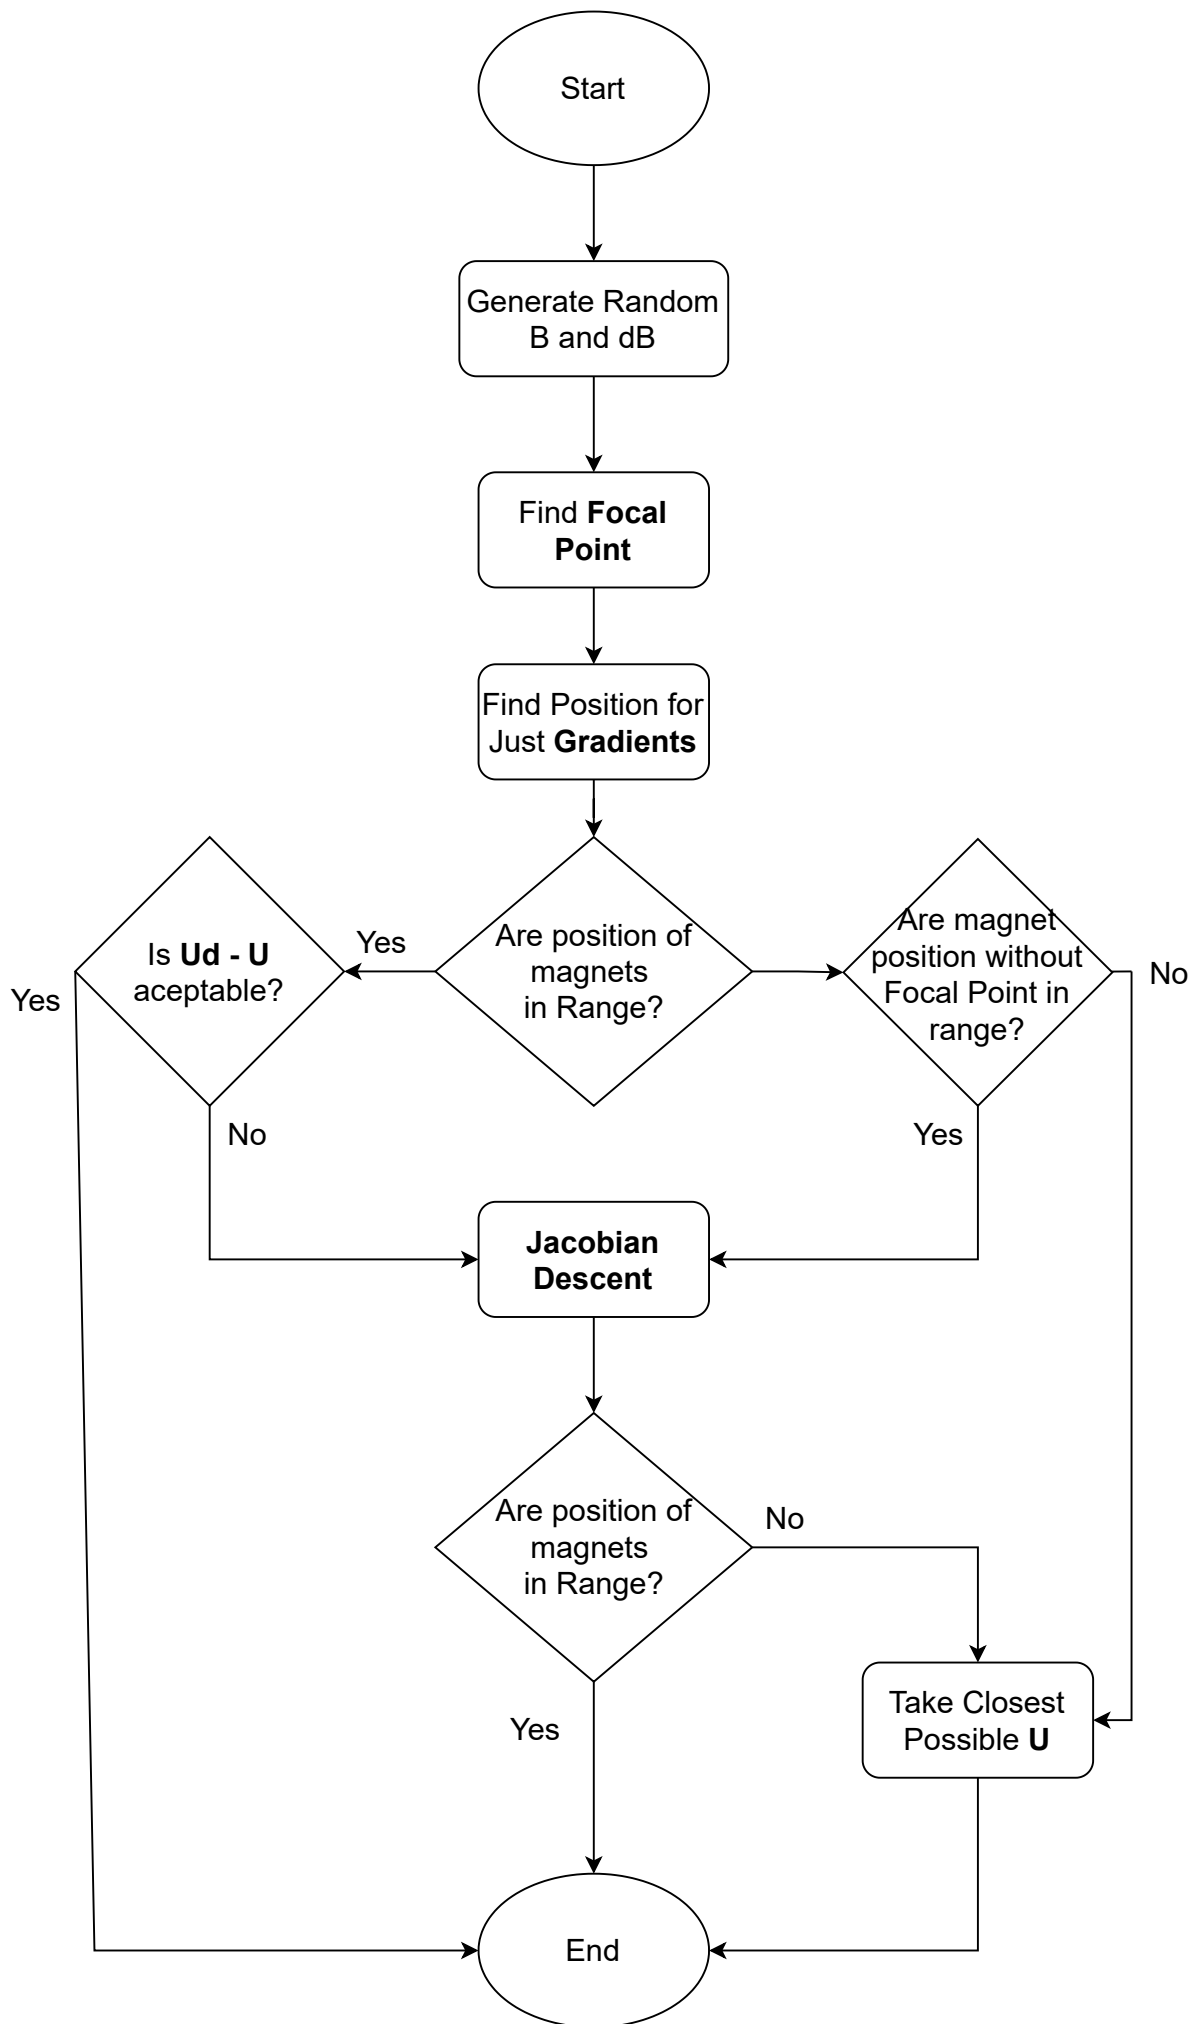 Start
Generate Random
B and dB
Find Focal
Point
Find Position for
Just Gradients
Is Ud - U
aceptable?
Yes
Yes
No
Are position of
magnets
in Range?
Are magnet
position without
Focal Point in
range?
No
Yes
Jacobian
Descent
Are position of
magnets
in Range?
No
Yes
Take Closest
Possible U
End